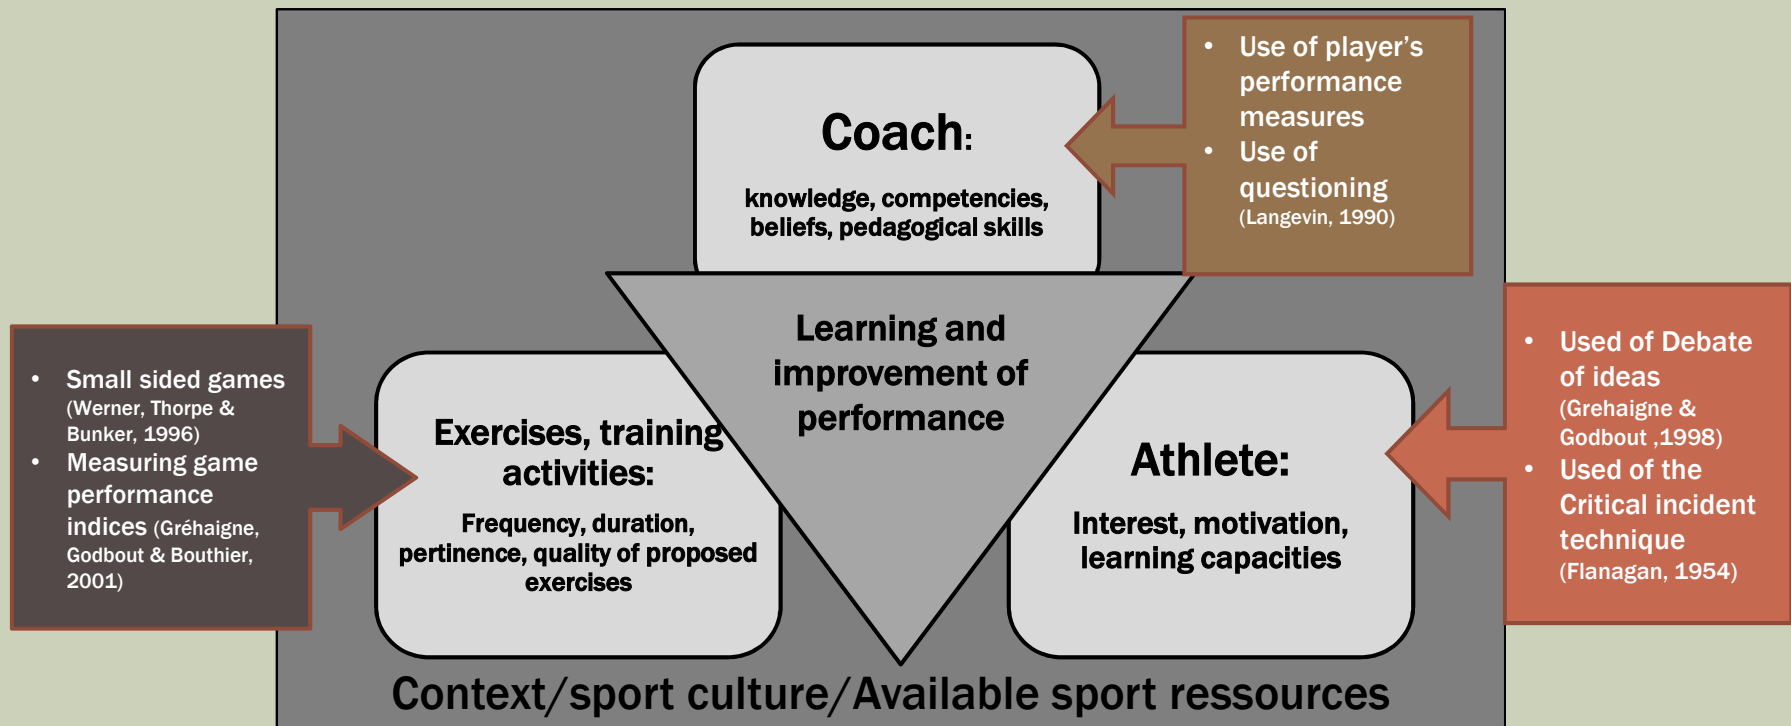 Coach:
knowledge, competencies,
beliefs, pedagogical skills
• Use of player's
performance
measures
• Use of
questioning
(Langevin, 1990)
Learning and
improvement of
performance
• Small sided games
(Werner, Thorpe &
Bunker, 1996)
• Measuring game
performance
indices (Gréhaigne,
Godbout & Bouthier,
2001)
Exercises, training
activities:
Frequency, duration,
pertinence, quality of proposed
exercises
Athlete:
Interest, motivation,
learning capacities
• Used of Debate
of ideas
(Grehaigne &
Godbout ,1998)
• Used of the
Critical incident
technique
(Flanagan, 1954)
Context/sport culture/Available sport ressources